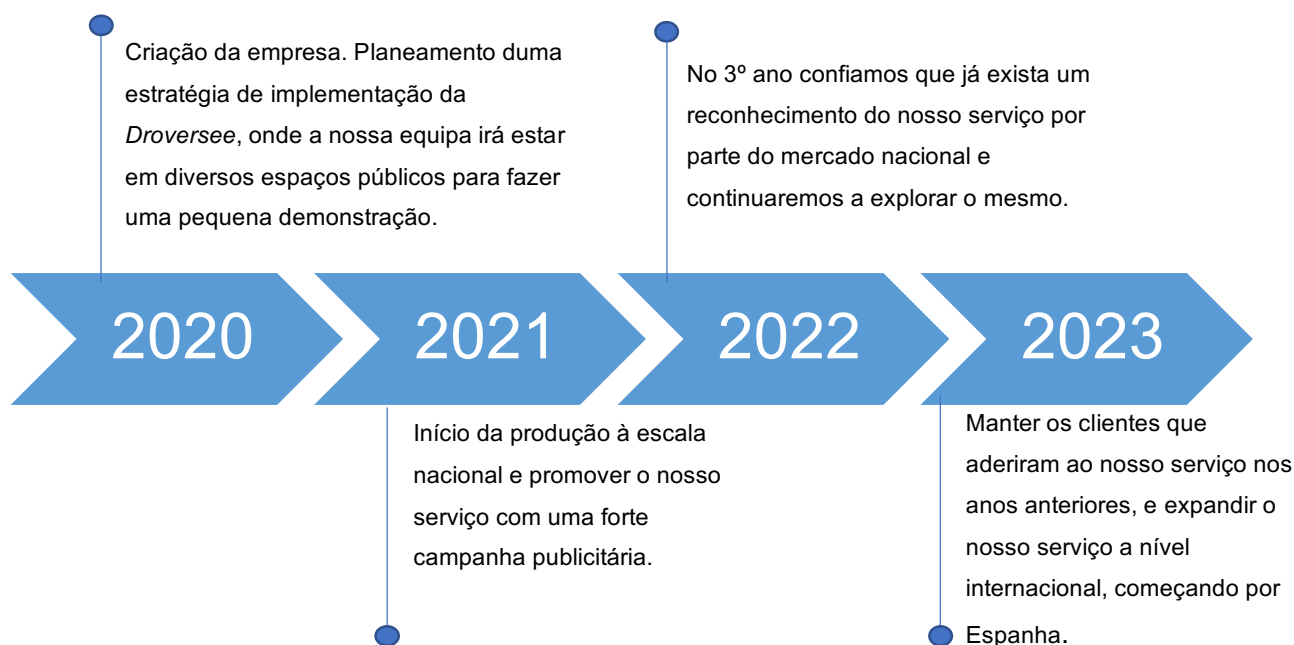 Criação da empresa. Planeamento duma
estratégia de implementação da
Droversee, onde a nossa equipa irá estar
em diversos espaços públicos para fazer
uma pequena demonstração.
No 3º ano confiamos que já exista um
reconhecimento do nosso serviço por
parte do mercado nacional e
continuaremos a explorar o mesmo.
2020
2021
2022
2023
Início da produção à escala
nacional e promover o nosso
serviço com uma forte
campanha publicitária.
Manter os clientes que
aderiram ao nosso serviço nos
anos anteriores, e expandir o
nosso serviço a nível
internacional, começando por
Espanha.